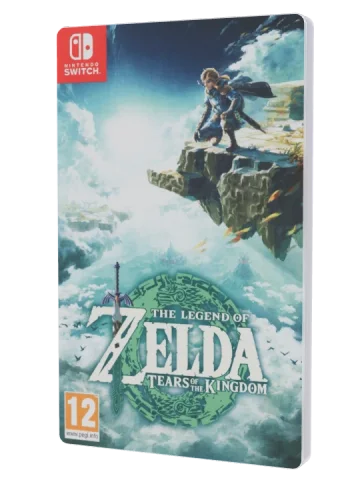 NINTENDO
SWITCH
THE LEGEND OF
ZELDA
TEARS OF THE KINGDOM
12
www.pegi.info